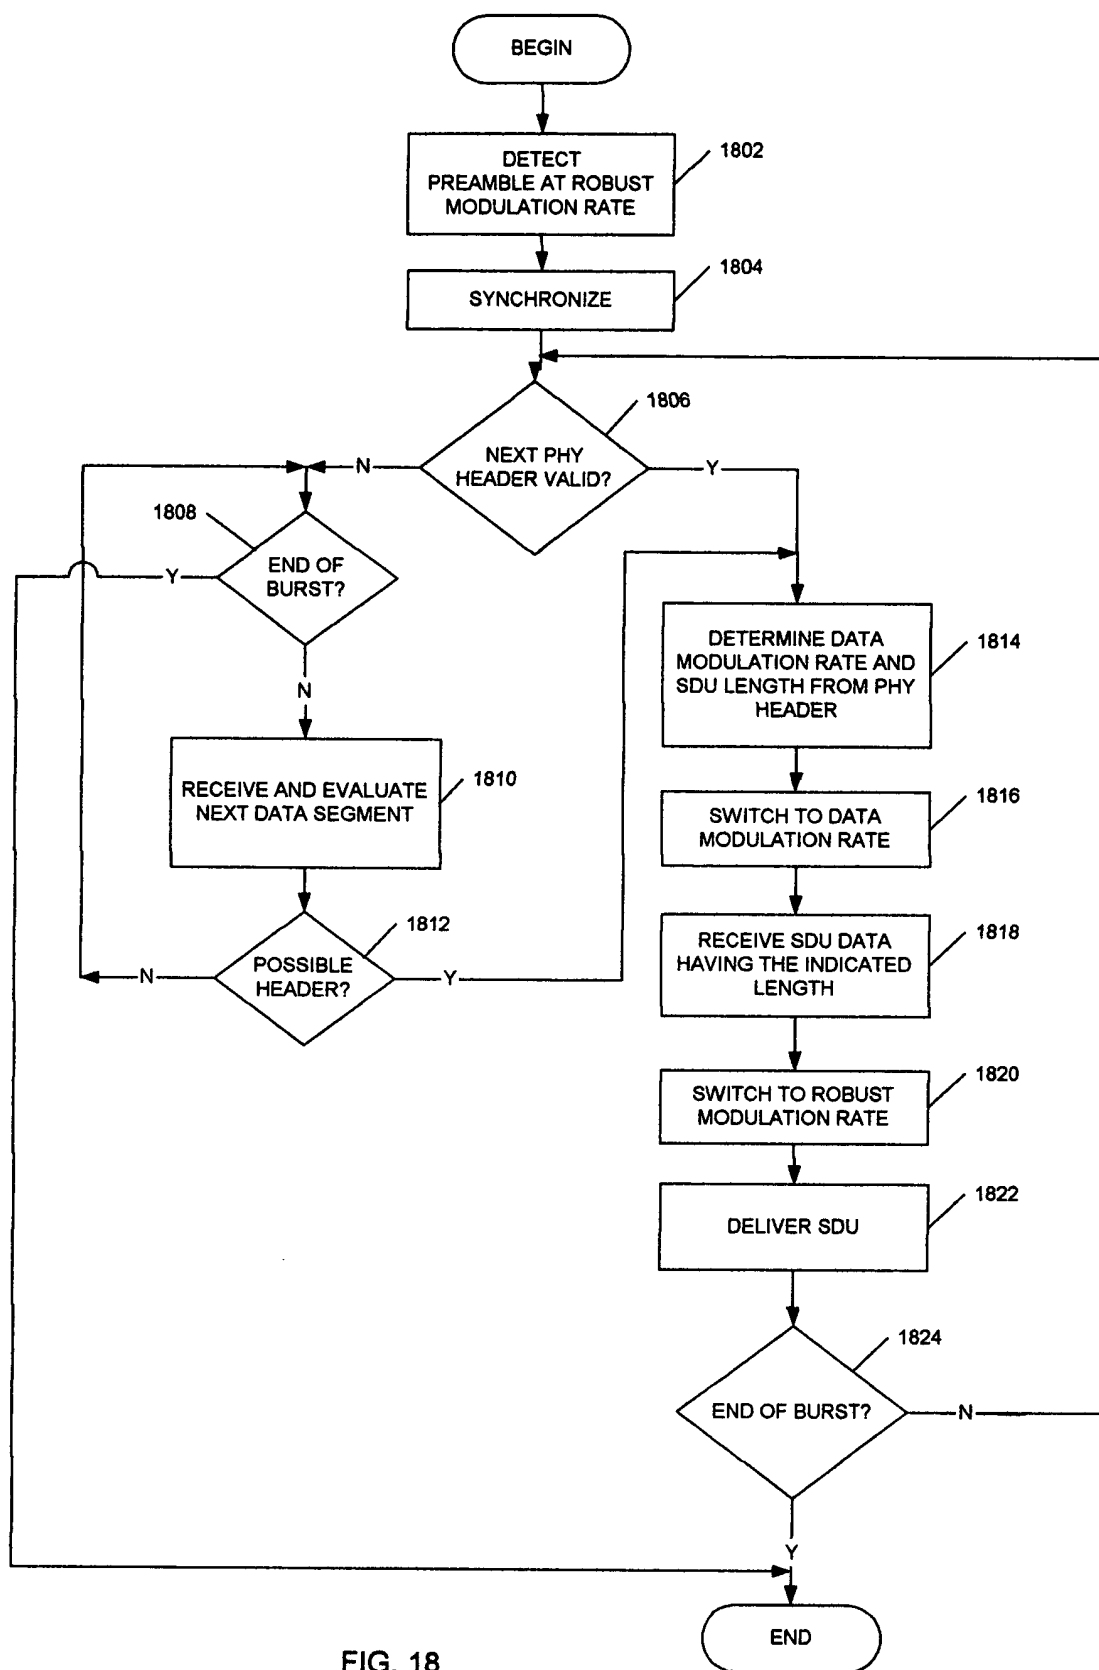 BEGIN
DETECT
PREAMBLE AT ROBUST
MODULATION RATE
1802
SYNCHRONIZE
1804
NEXT PHY
HEADER VALID?
1806
N
Y
END OF
BURST?
1808
Y
N
RECEIVE AND EVALUATE
NEXT DATA SEGMENT
1810
POSSIBLE
HEADER?
1812
N
Y
DETERMINE DATA
MODULATION RATE AND
SDU LENGTH FROM PHY
HEADER
1814
SWITCH TO DATA
MODULATION RATE
1816
RECEIVE SDU DATA
HAVING THE INDICATED
LENGTH
1818
SWITCH TO ROBUST
MODULATION RATE
1820
DELIVER SDU
1822
END OF BURST?
1824
N
Y
END
FIG. 18